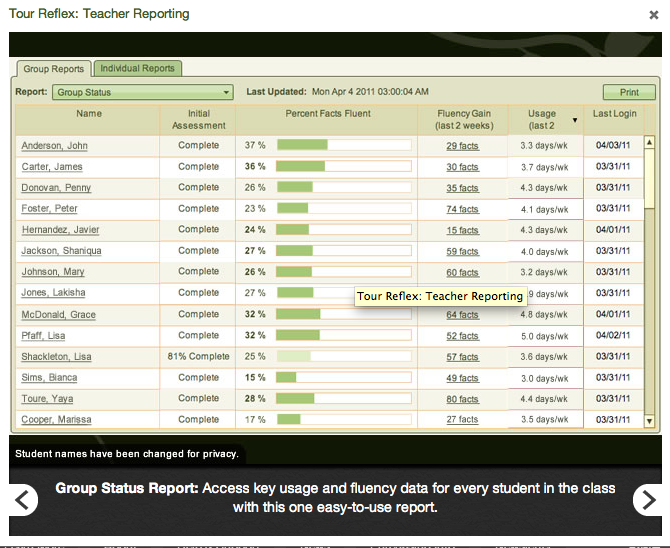 Tour Reflex: Teacher Reporting
Group Reports Individual Reports
Report: Group Status Last Updated: Mon Apr 4 2011 03:00:04 AM Print
Name Initial Assessment Percent Facts Fluent Fluency Gain (last 2 weeks) Usage (last 2 Last Login
Anderson, John Complete 37 % 29 facts 3.3 days/wk 04/03/11
Carter, James Complete 36 % 30 facts 3.7 days/wk 03/31/11
Donovan, Penny Complete 26 % 35 facts 4.3 days/wk 03/31/11
Foster, Peter Complete 23 % 74 facts 4.1 days/wk 03/31/11
Hernandez, Javier Complete 24 % 15 facts 4.3 days/wk 04/01/11
Jackson, Shaniqua Complete 27 % 59 facts 4.0 days/wk 03/31/11
Johnson, Mary Complete 26 % 60 facts 3.2 days/wk 03/31/11
Jones, Lakisha Complete 27 % Tour Reflex: Teacher Reporting 9 days/wk 03/31/11
McDonald, Grace Complete 32 % 64 facts 4.8 days/wk 04/01/11
Pfaff, Lisa Complete 32 % 52 facts 5.0 days/wk 04/02/11
Shackleton, Lisa 81% Complete 25 % 57 facts 3.6 days/wk 03/31/11
Sims, Bianca Complete 15 % 49 facts 3.0 days/wk 03/31/11
Toure, Yaya Complete 28 % 80 facts 4.4 days/wk 03/31/11
Cooper, Marissa Complete 17 % 27 facts 3.5 days/wk 03/31/11
Student names have been changed for privacy.
Group Status Report: Access key usage and fluency data for every student in the class
with this one easy-to-use report.